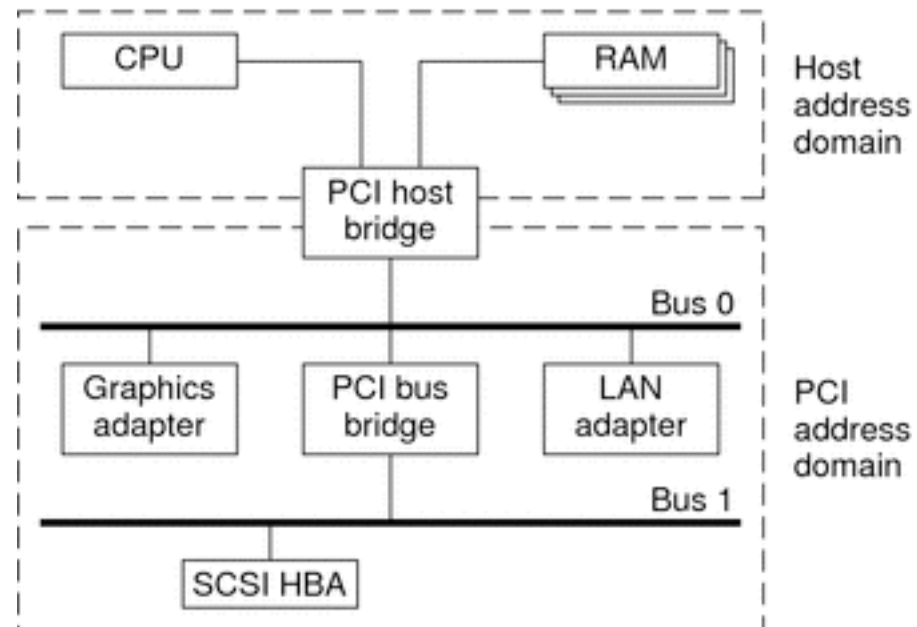 CPU
RAM
Host
address
domain
PCI host
bridge
Bus 0
Graphics
adapter
PCI bus
bridge
LAN
adapter
PCI
address
domain
Bus 1
SCSI HBA